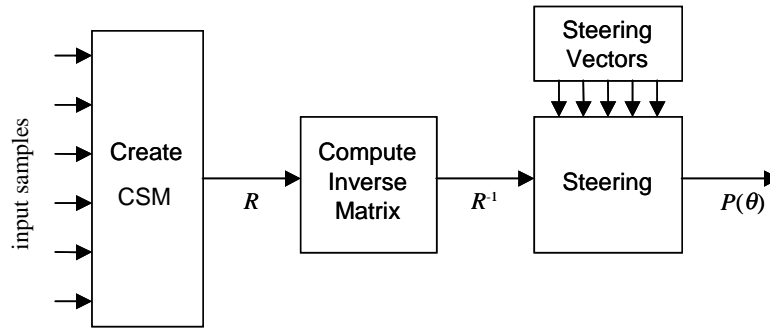 input samples
Create
CSM
R
Compute
Inverse
Matrix
R⁻¹
Steering
Vectors
Steering
P(θ)